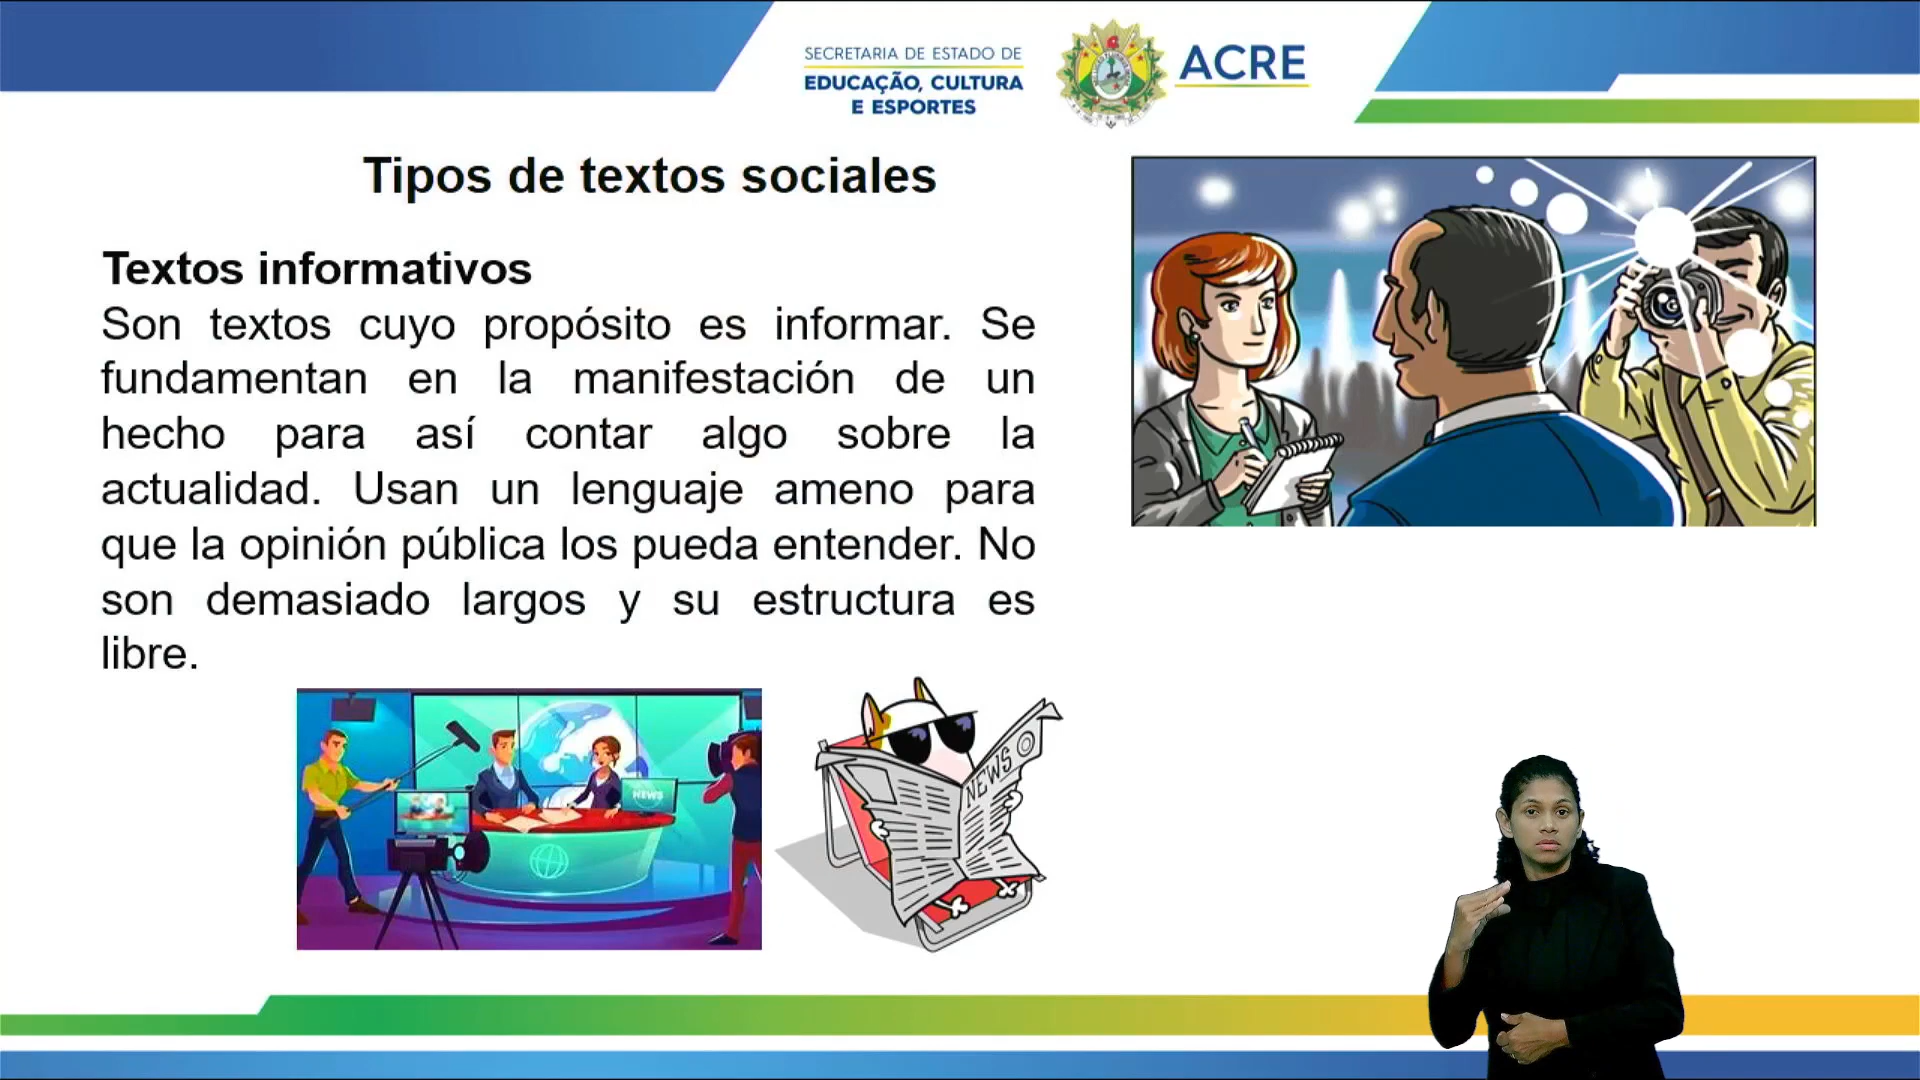 SECRETARIA DE ESTADO DE
EDUCAÇÃO, CULTURA
E ESPORTES
ACRE
Tipos de textos sociales
Textos informativos
Son textos cuyo propósito es informar. Se
fundamentan en la manifestación de un
hecho para así contar algo sobre la
actualidad. Usan un lenguaje ameno para
que la opinión pública los pueda entender. No
son demasiado largos y su estructura es
libre.
NEWS
NEWS